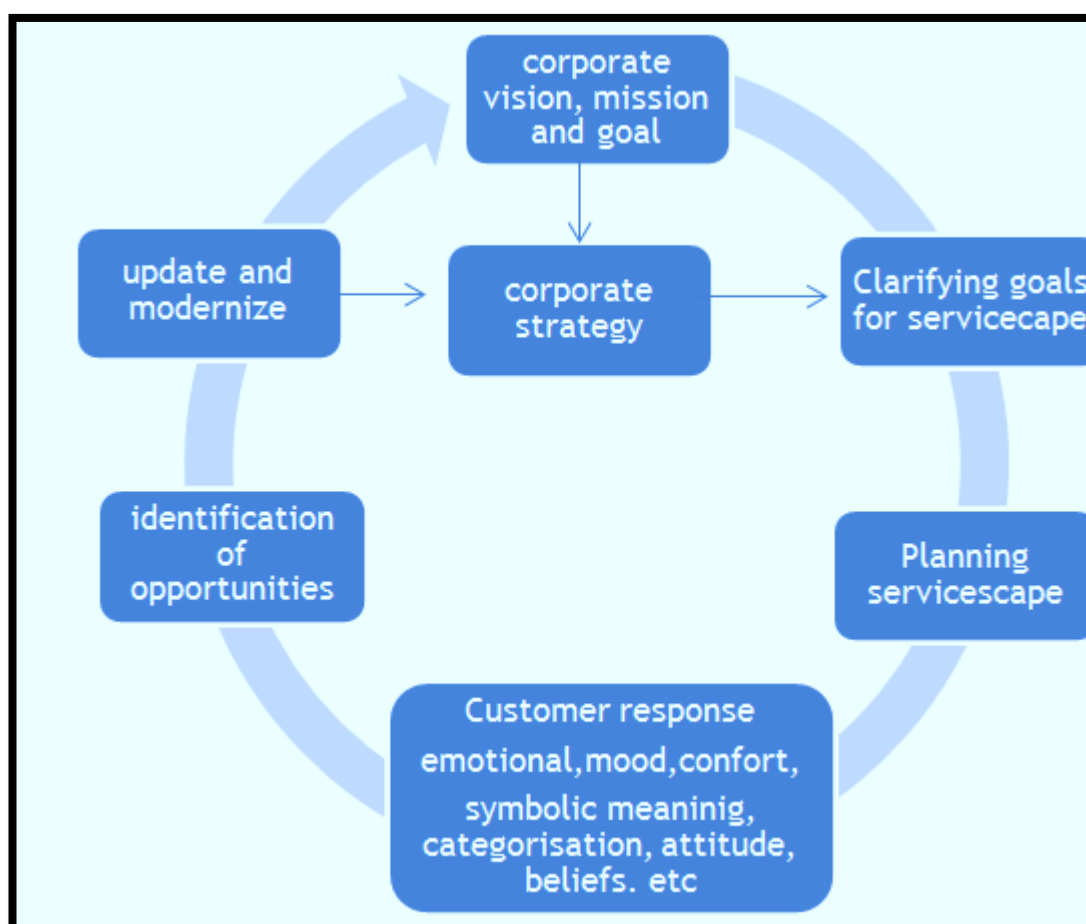 corporate
vision, mission
and goal
update and
modernize
corporate
strategy
Clarifying goals
for servicecape
identification
of
opportunities
Planning
servicescape
Customer response
emotional,mood,confort,
symbolic meaninig,
categorisation, attitude,
beliefs. etc